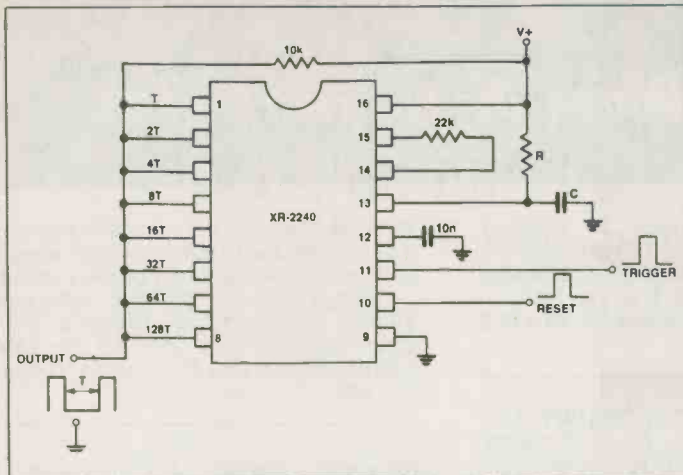 V+
10k
T
1
16
2T
15
22k
4T
14
R
8T
13
C
XR-2240
16T
12
10n
32T
11
TRIGGER
64T
10
RESET
128T
8
9
OUTPUT
T